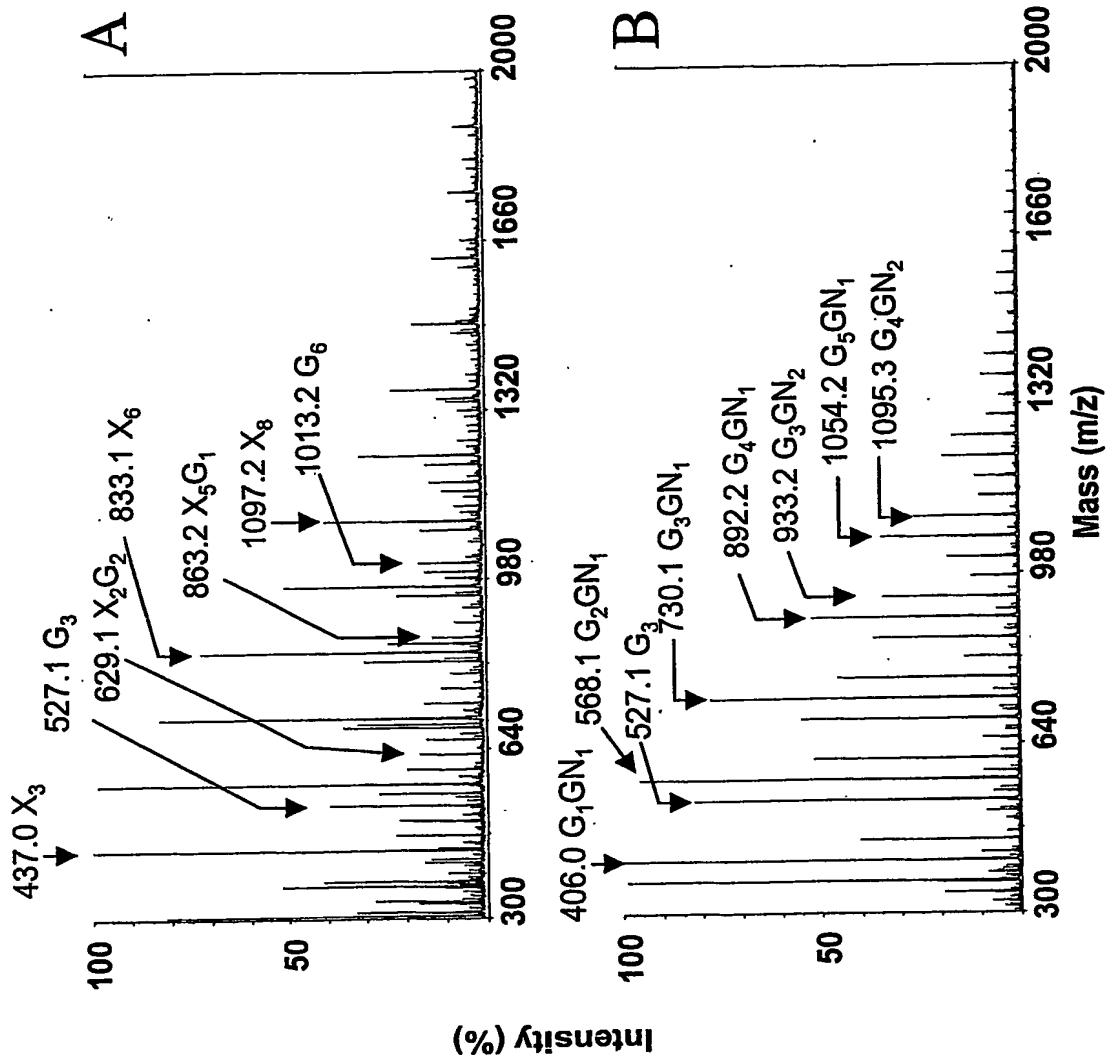 A
100
50
437.0 X₃
527.1 G₃
629.1 X₂G₂
833.1 X₆
863.2 X₅G₁
1097.2 X₈
1013.2 G₆
300
640
980
1320
1660
2000
B
100
50
406.0 G₁GN₁
568.1 G₂GN₁
527.1 G₃
730.1 G₃GN₁
892.2 G₄GN₁
933.2 G₃GN₂
1054.2 G₅GN₁
1095.3 G₄GN₂
300
640
980
1320
1660
2000
Mass (m/z)
Intensity (%)